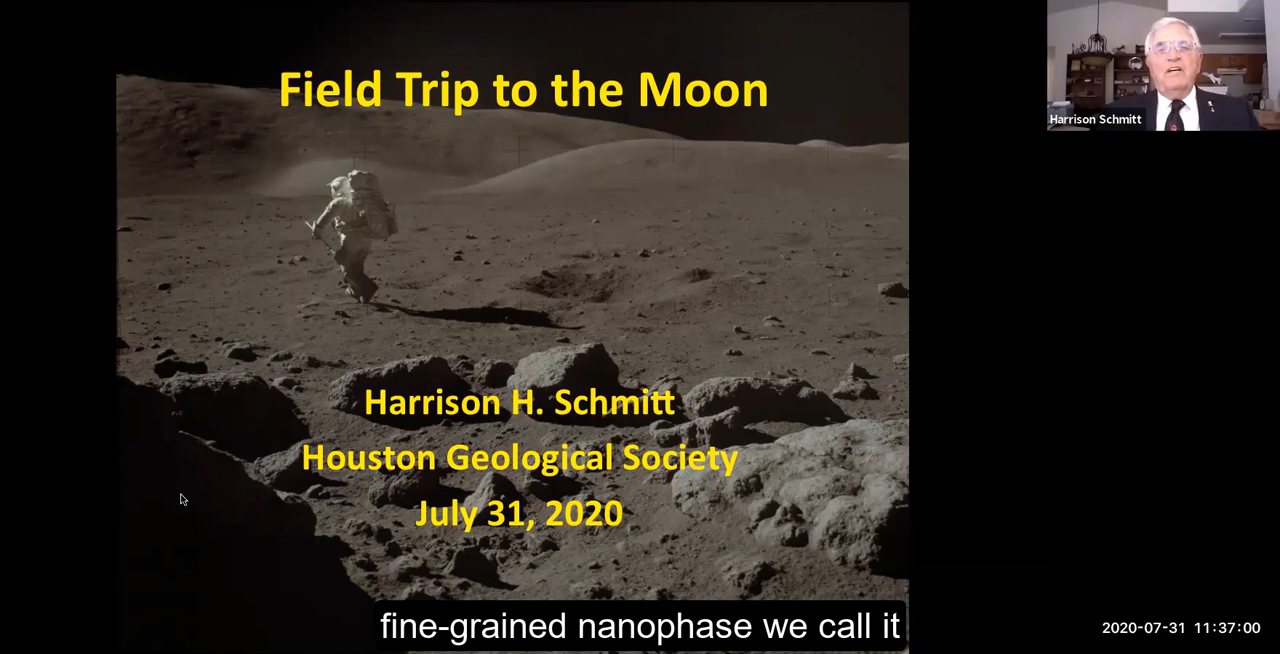 Field Trip to the Moon
Harrison Schmitt
Harrison H. Schmitt
Houston Geological Society
July 31, 2020
fine-grained nanophase we call it
2020-07-31 11:37:00